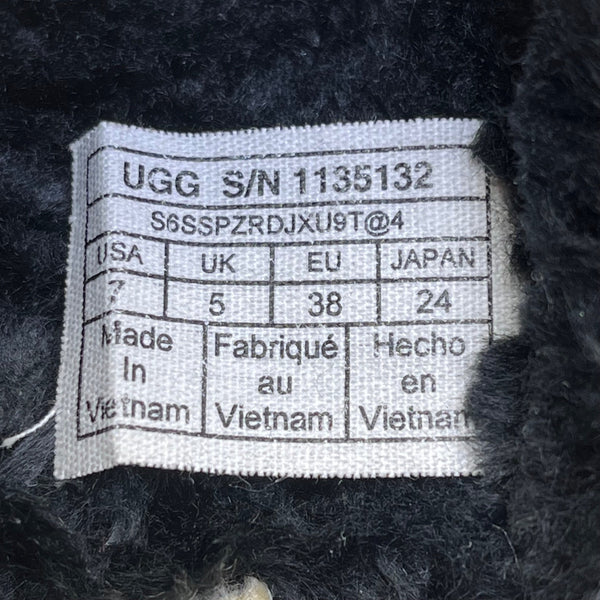 UGG S/N 1135132
S6SSPZRDJXU9T@4
USA UK EU JAPAN
7 5 38 24
Made Fabriqué Hecho
In au en
Vietnam Vietnam Vietnam